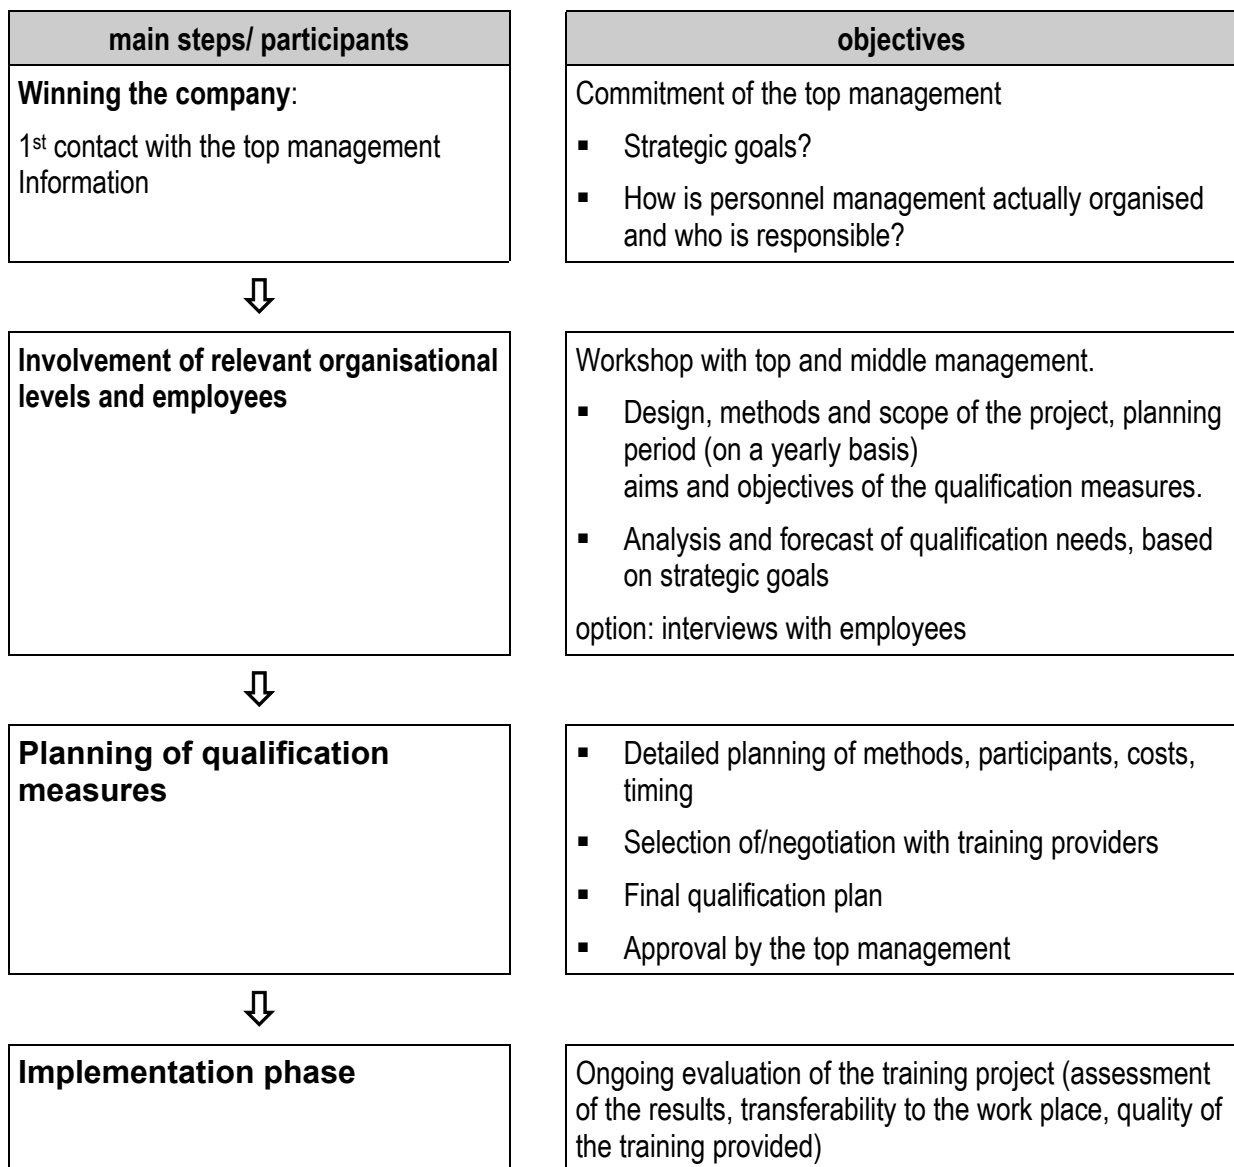 main steps/ participants
objectives
Winning the company:
1st contact with the top management
Information
Commitment of the top management
▪ Strategic goals?
▪ How is personnel management actually organised
and who is responsible?
⇩
Involvement of relevant organisational
levels and employees
Workshop with top and middle management.
▪ Design, methods and scope of the project, planning
period (on a yearly basis)
aims and objectives of the qualification measures.
▪ Analysis and forecast of qualification needs, based
on strategic goals
option: interviews with employees
⇩
Planning of qualification
measures
▪ Detailed planning of methods, participants, costs,
timing
▪ Selection of/negotiation with training providers
▪ Final qualification plan
▪ Approval by the top management
⇩
Implementation phase
Ongoing evaluation of the training project (assessment
of the results, transferability to the work place, quality of
the training provided)